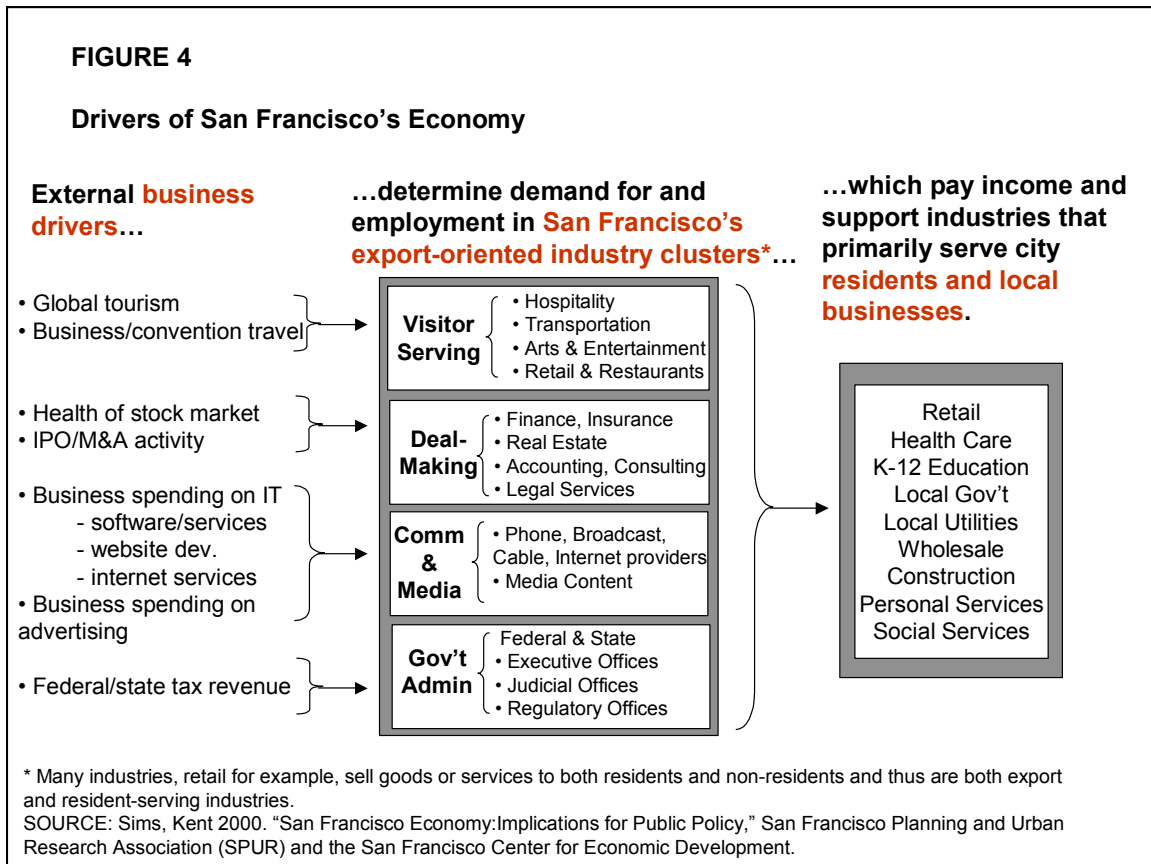 FIGURE 4
Drivers of San Francisco’s Economy
External business
drivers…
• Global tourism
• Business/convention travel
• Health of stock market
• IPO/M&A activity
• Business spending on IT
- software/services
- website dev.
- internet services
• Business spending on
advertising
• Federal/state tax revenue
…determine demand for and
employment in San Francisco’s
export-oriented industry clusters*…
Visitor
Serving
• Hospitality
• Transportation
• Arts & Entertainment
• Retail & Restaurants
Deal-
Making
• Finance, Insurance
• Real Estate
• Accounting, Consulting
• Legal Services
Comm
&
Media
• Phone, Broadcast,
Cable, Internet providers
• Media Content
Gov’t
Admin
Federal & State
• Executive Offices
• Judicial Offices
• Regulatory Offices
…which pay income and
support industries that
primarily serve city
residents and local
businesses.
Retail
Health Care
K-12 Education
Local Gov’t
Local Utilities
Wholesale
Construction
Personal Services
Social Services
* Many industries, retail for example, sell goods or services to both residents and non-residents and thus are both export
and resident-serving industries.
SOURCE: Sims, Kent 2000. “San Francisco Economy:Implications for Public Policy,” San Francisco Planning and Urban
Research Association (SPUR) and the San Francisco Center for Economic Development.